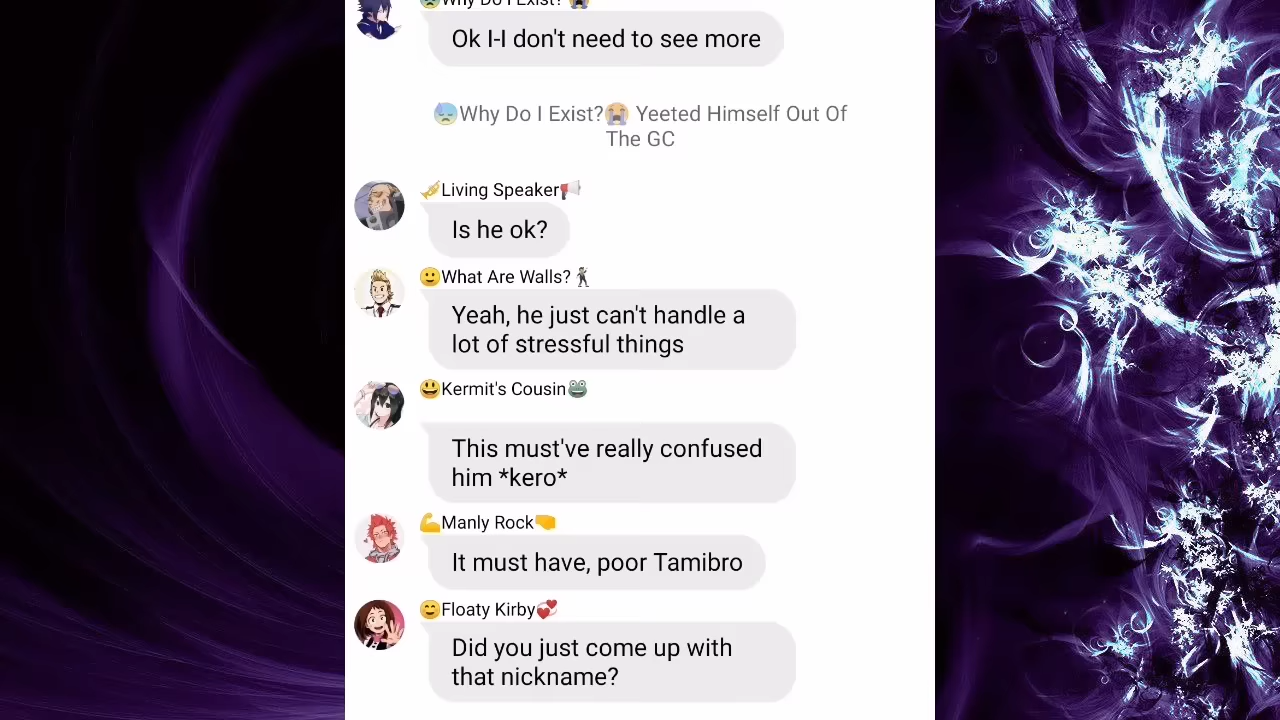 😰Why Do I Exist?😭
Ok I-I don't need to see more
😰Why Do I Exist?😭 Yeeted Himself Out Of
The GC
🎺Living Speaker📢
Is he ok?
🙂What Are Walls?🚶
Yeah, he just can't handle a
lot of stressful things
😃Kermit's Cousin🐸
This must've really confused
him *kero*
💪Manly Rock🤜
It must have, poor Tamibro
😊Floaty Kirby💞
Did you just come up with
that nickname?